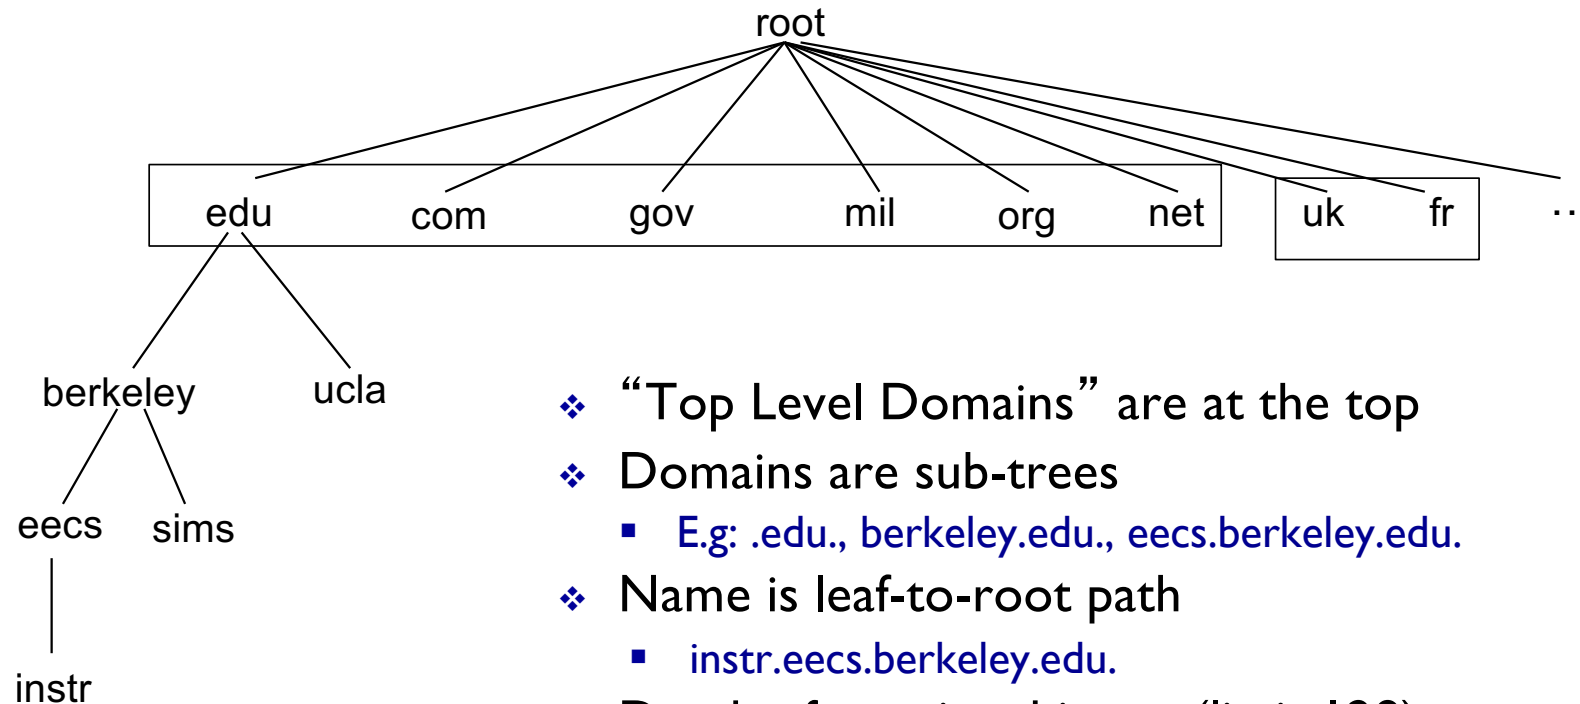 root
edu com gov mil org net uk fr ..
berkeley ucla
eecs sims
instr
❖ “Top Level Domains” are at the top
❖ Domains are sub-trees
▪ E.g: .edu., berkeley.edu., eecs.berkeley.edu.
❖ Name is leaf-to-root path
▪ instr.eecs.berkeley.edu.